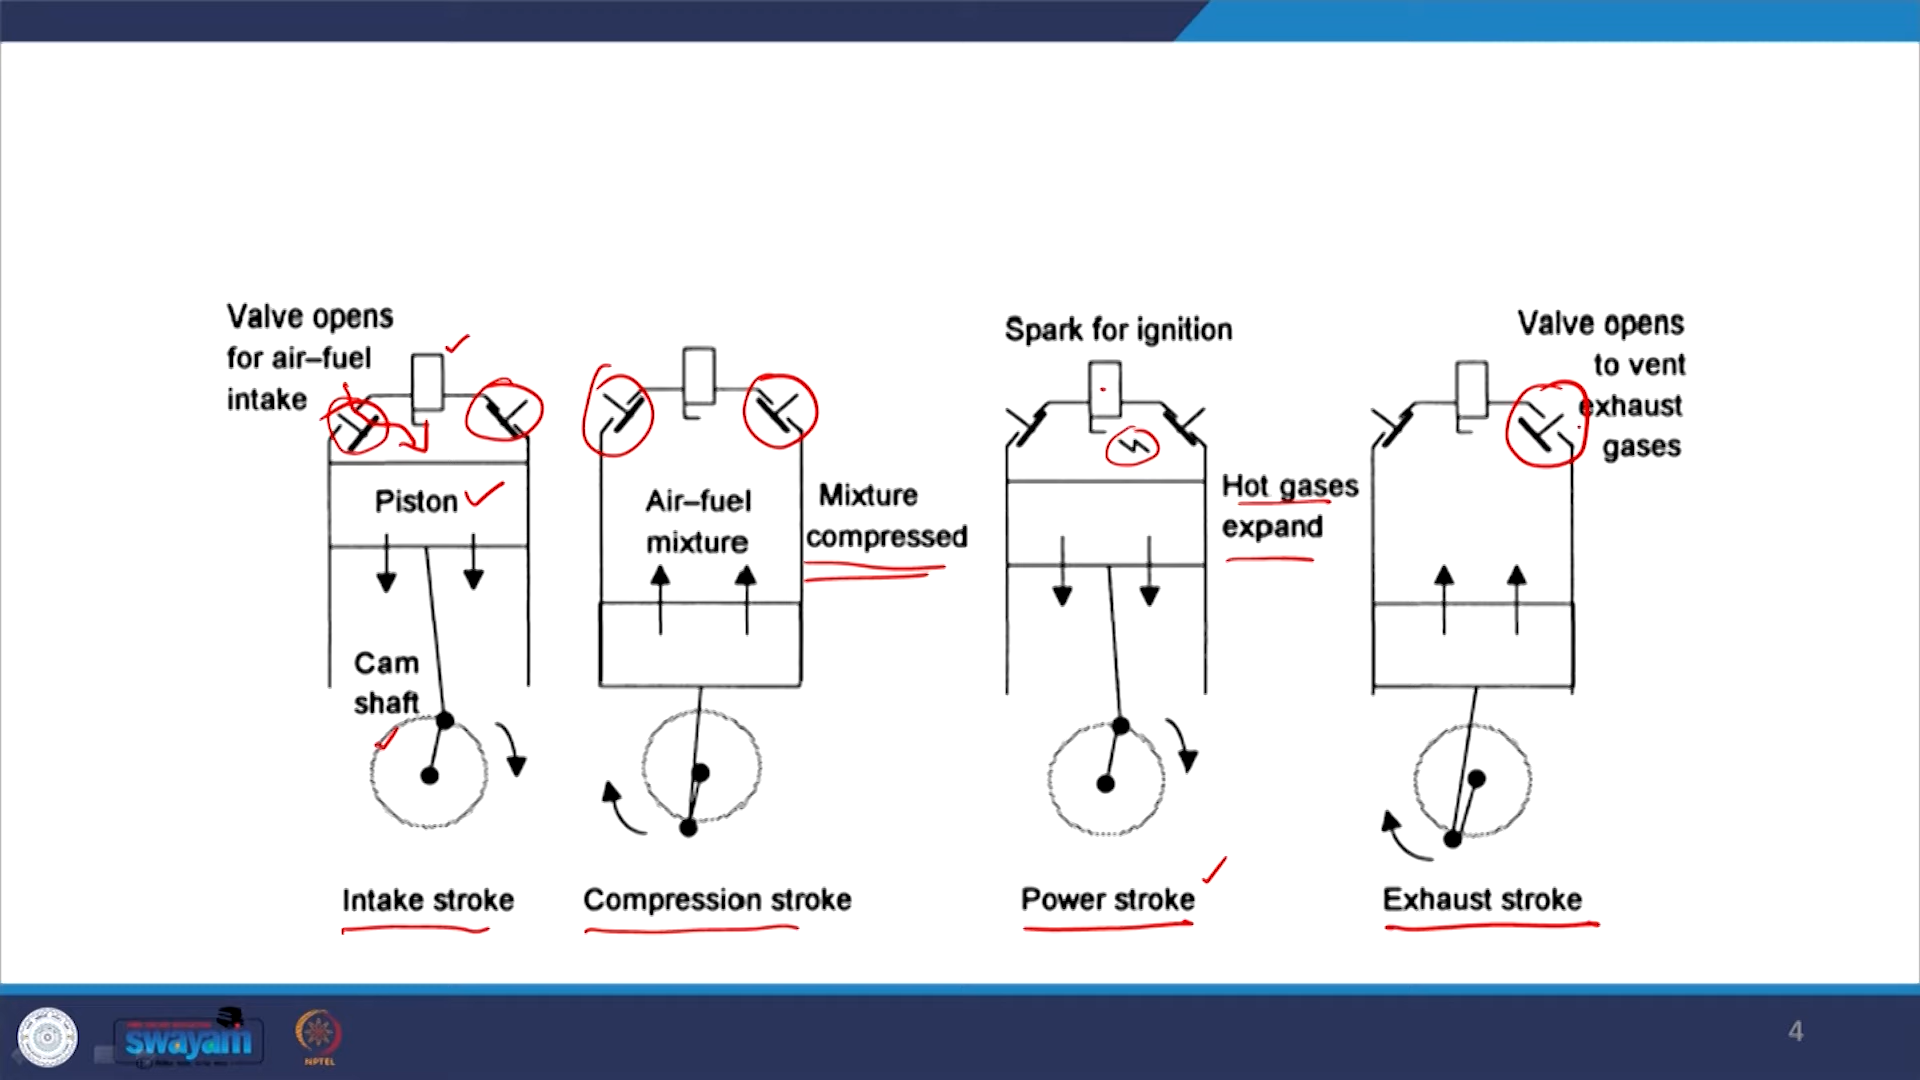 Valve opens
for air–fuel
intake
Piston
Cam
shaft
Intake stroke
Air–fuel
mixture
Mixture
compressed
Compression stroke
Spark for ignition
Hot gases
expand
Power stroke
Valve opens
to vent
exhaust
gases
Exhaust stroke
swayam
NPTEL
4